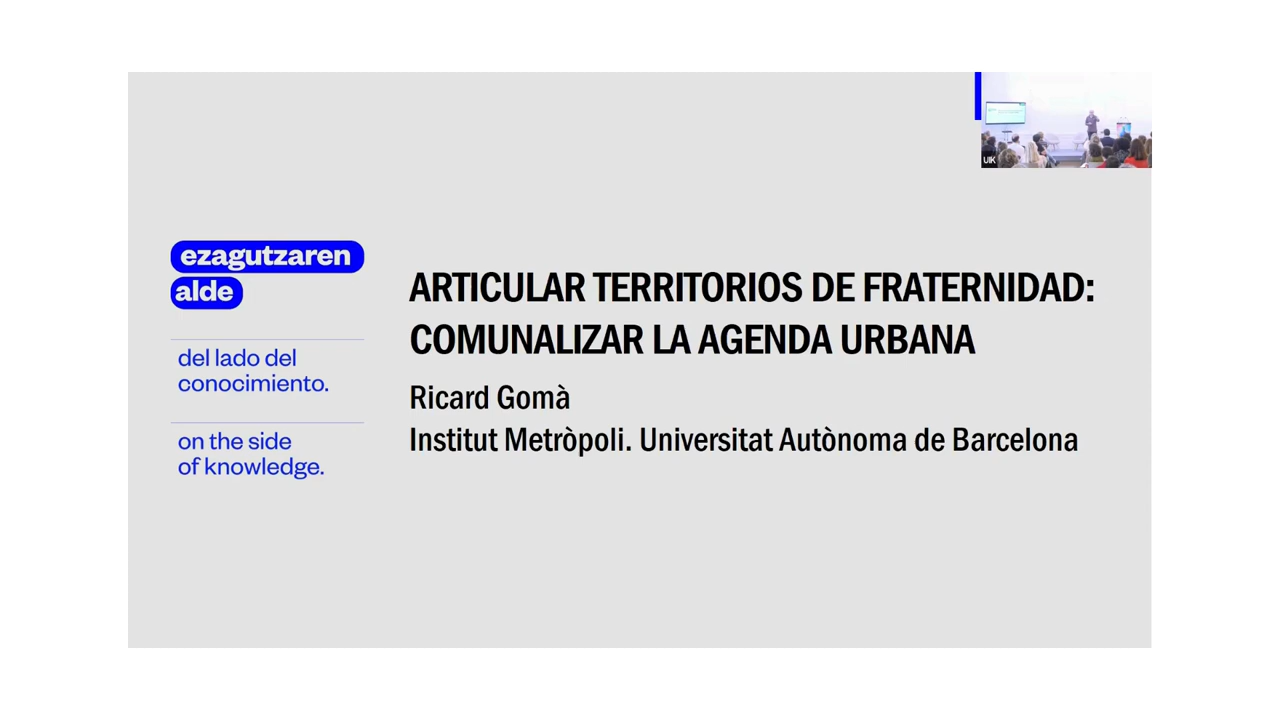 UIK
ezagutzaren
alde
del lado del
conocimiento.
on the side
of knowledge.
ARTICULAR TERRITORIOS DE FRATERNIDAD:
COMUNALIZAR LA AGENDA URBANA
Ricard Gomà
Institut Metròpoli. Universitat Autònoma de Barcelona